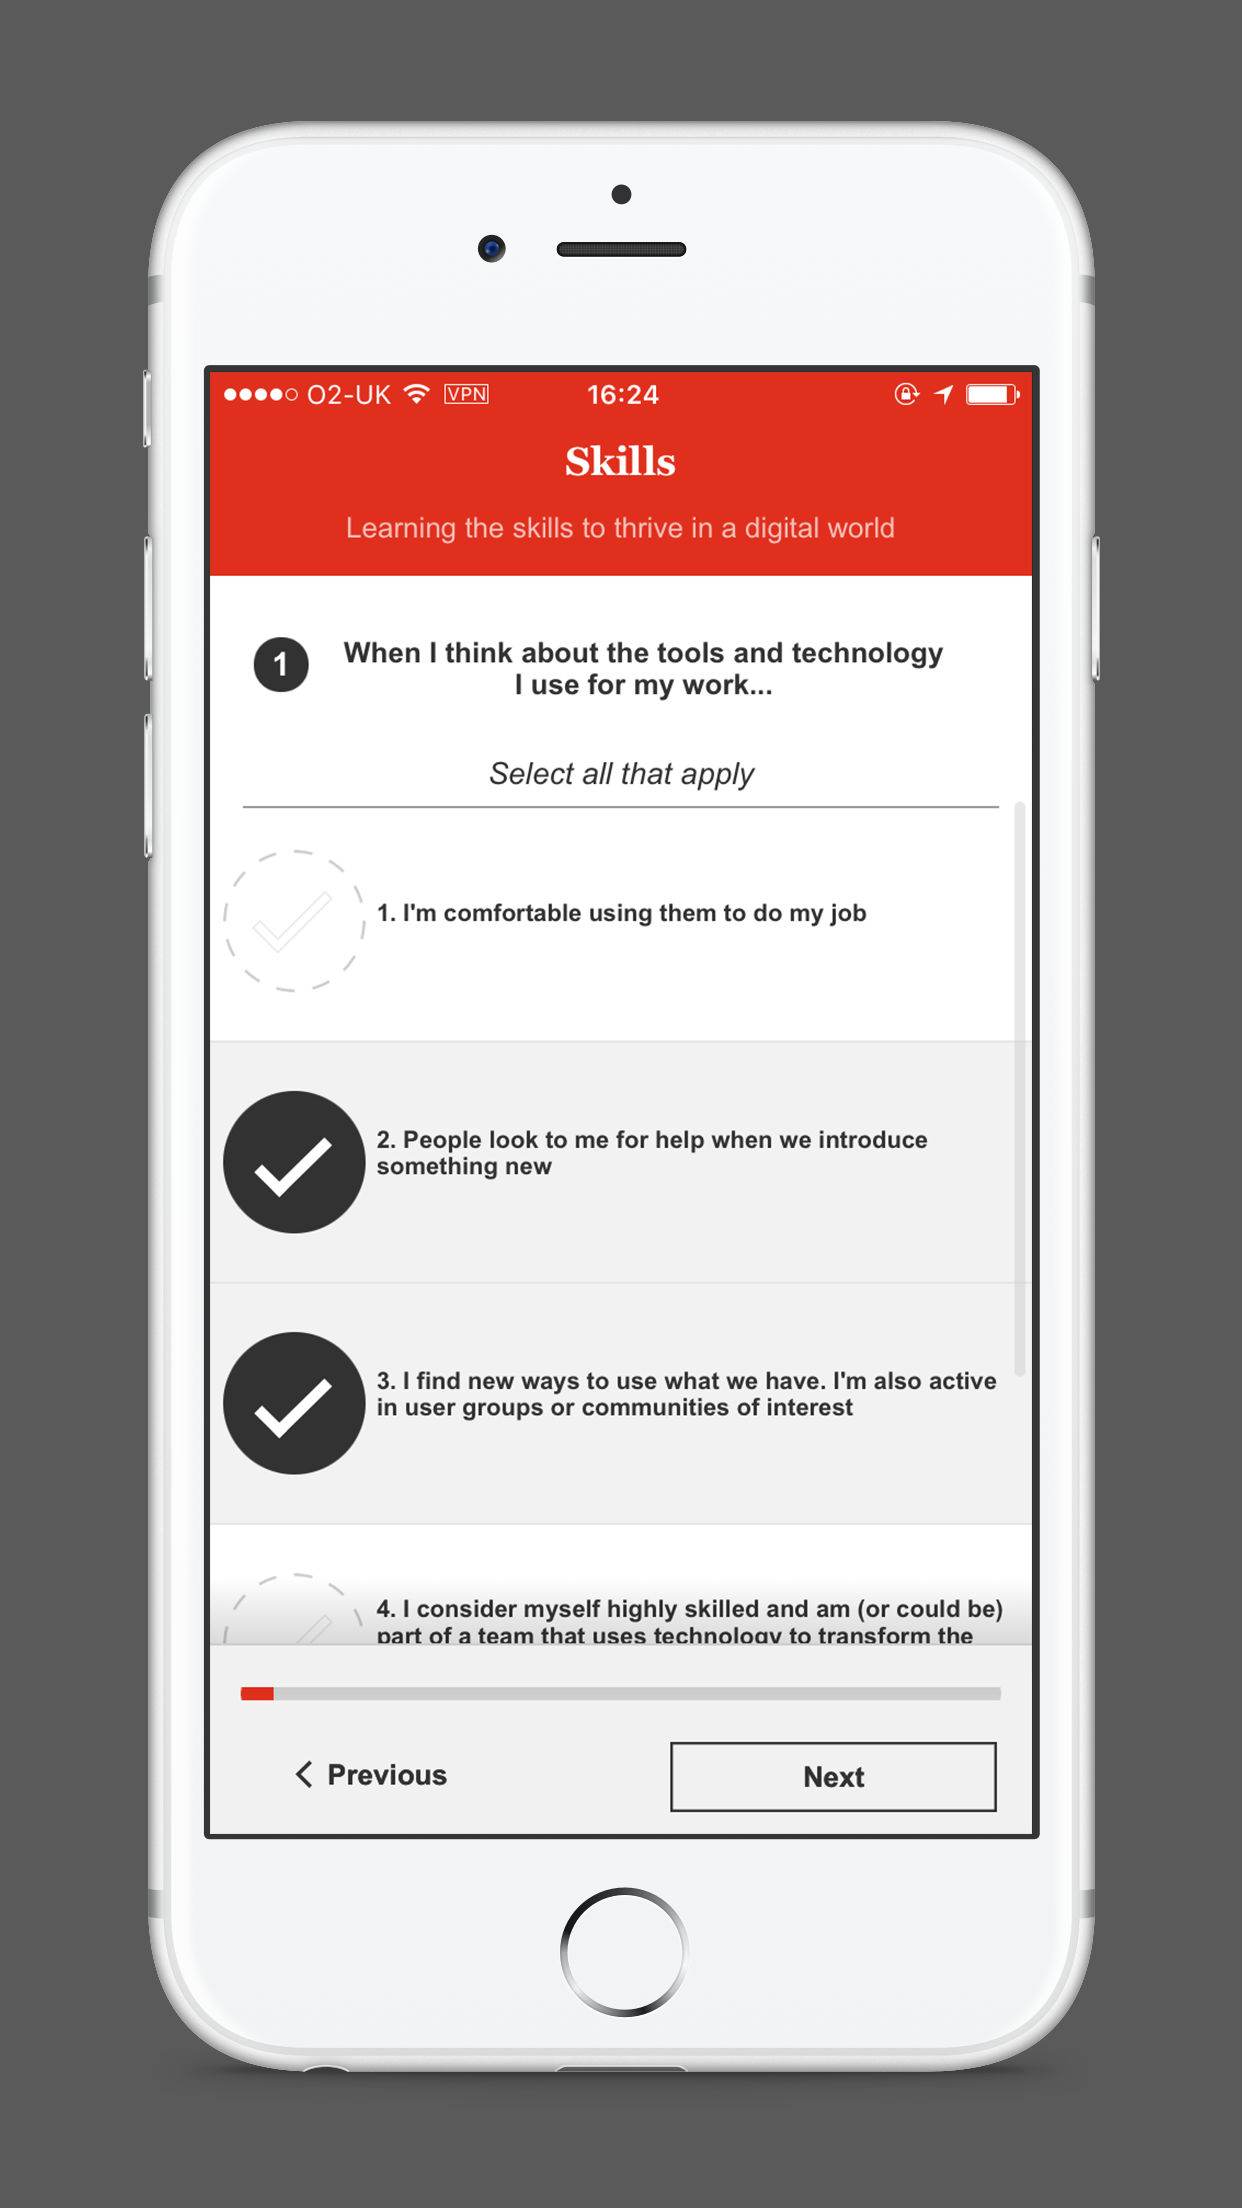 O2-UK VPN 16:24
Skills
Learning the skills to thrive in a digital world
1 When I think about the tools and technology
I use for my work...
Select all that apply
1. I'm comfortable using them to do my job
2. People look to me for help when we introduce
something new
3. I find new ways to use what we have. I'm also active
in user groups or communities of interest
4. I consider myself highly skilled and am (or could be)
part of a team that uses technology to transform the
Previous
Next